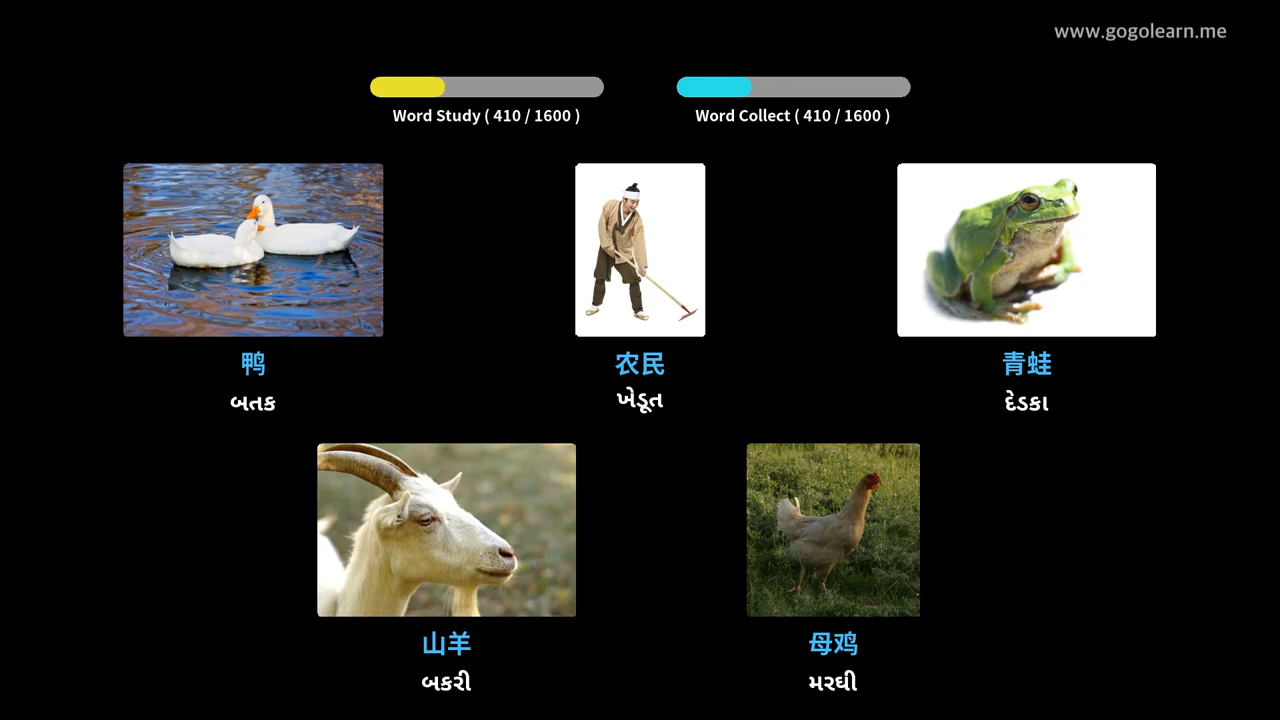 www.gogolearn.me
Word Study ( 410 / 1600 )
Word Collect ( 410 / 1600 )
鸭
બતક
农民
ખેડૂત
青蛙
દેડકા
山羊
બકરી
母鸡
મરઘી